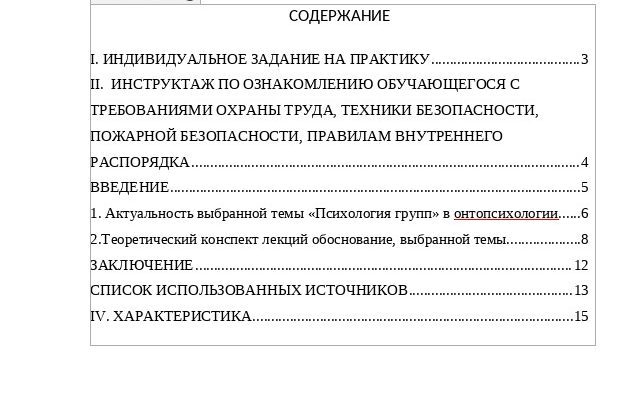 СОДЕРЖАНИЕ
I. ИНДИВИДУАЛЬНОЕ ЗАДАНИЕ НА ПРАКТИКУ..................................3
II.  ИНСТРУКТАЖ ПО ОЗНАКОМЛЕНИЮ ОБУЧАЮЩЕГОСЯ С
ТРЕБОВАНИЯМИ ОХРАНЫ ТРУДА, ТЕХНИКИ БЕЗОПАСНОСТИ,
ПОЖАРНОЙ БЕЗОПАСНОСТИ, ПРАВИЛАМ ВНУТРЕННЕГО
РАСПОРЯДКА..........................................................................................4
ВВЕДЕНИЕ...............................................................................................5
1. Актуальность выбранной темы «Психология групп» в онтопсихологии......6
2.Теоретический конспект лекций обоснование, выбранной темы...................8
ЗАКЛЮЧЕНИЕ.......................................................................................12
СПИСОК ИСПОЛЬЗОВАННЫХ ИСТОЧНИКОВ......................................13
IV. ХАРАКТЕРИСТИКА..........................................................................15